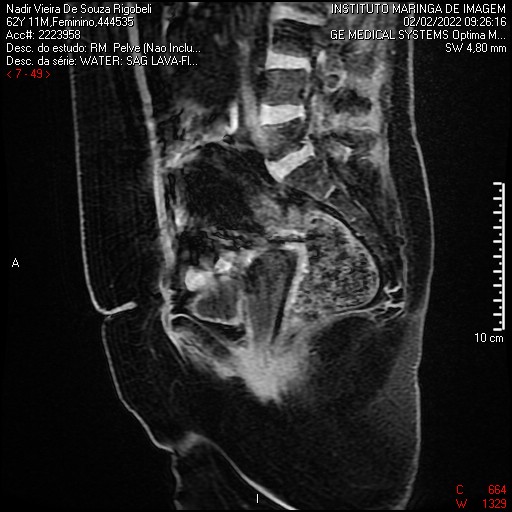 Nadir Vieira De Souza Rigobeli
62Y 11M,Feminino,444535
Acc#: 2223958
Desc. do estudo: RM  Pelve (Nao Inclu...
Desc. da série: WATER: SAG LAVA-Fl...
< 7 - 49 >
INSTITUTO MARINGA DE IMAGEM
02/02/2022 09:26:16
GE MEDICAL SYSTEMS Optima M...
SW 4,80 mm
A
10 cm
I
C 664
W 1329